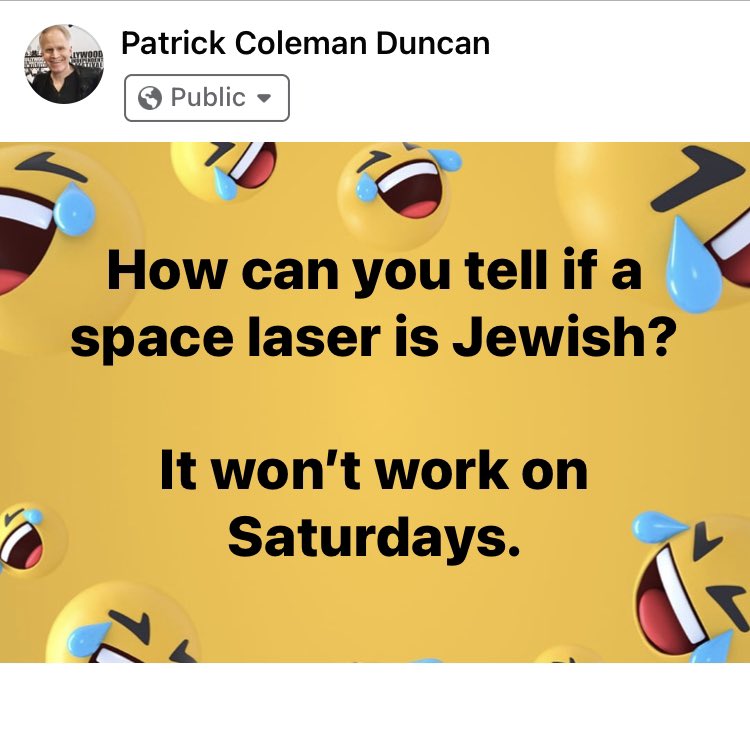 Patrick Coleman Duncan
Public
How can you tell if a
space laser is Jewish?
It won’t work on
Saturdays.